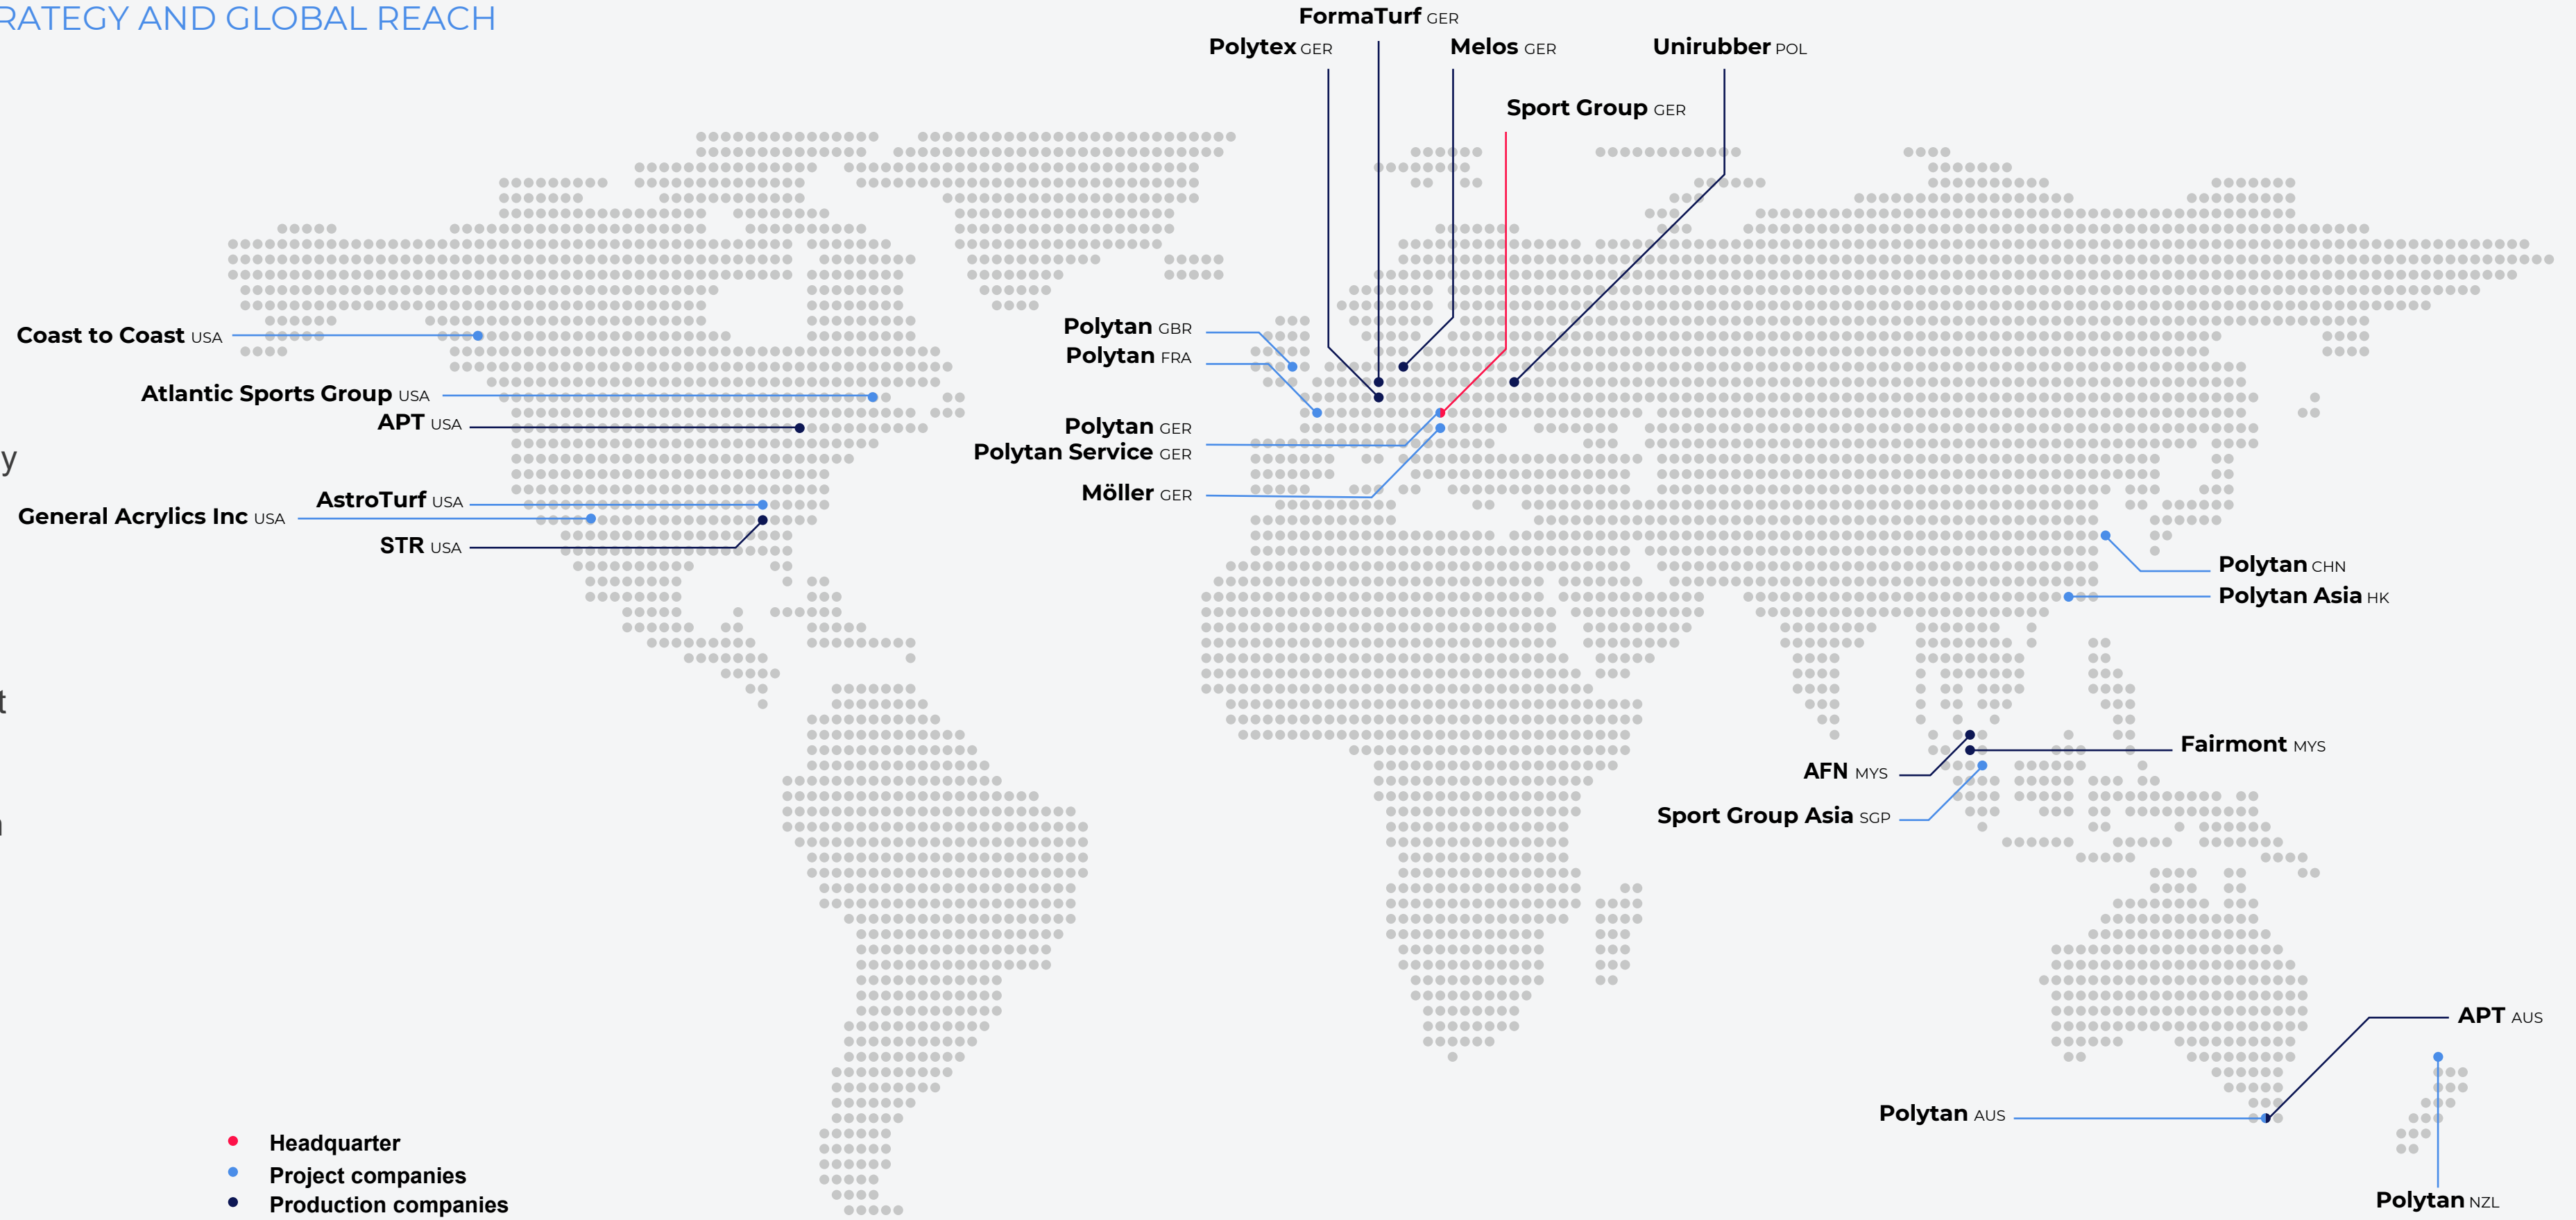 RATEGY AND GLOBAL REACH
FormaTurf GER
Polytex GER
Melos GER
Unirubber POL
Sport Group GER
Coast to Coast USA
Polytan GBR
Polytan FRA
Atlantic Sports Group USA
APT USA
Polytan GER
Polytan Service GER
y
Möller GER
AstroTurf USA
General Acrylics Inc USA
STR USA
Polytan CHN
Polytan Asia HK
t
Fairmont MYS
AFN MYS
Sport Group Asia SGP
APT AUS
Polytan AUS
Polytan NZL
Headquarter
Project companies
Production companies